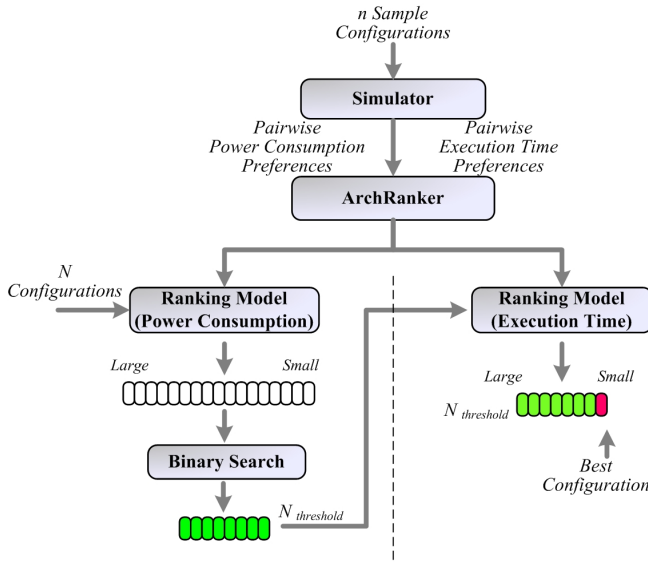 n Sample
Configurations
Simulator
Pairwise
Power Consumption
Preferences
Pairwise
Execution Time
Preferences
ArchRanker
N
Configurations
Ranking Model
(Power Consumption)
Large
Small
Binary Search
N threshold
Ranking Model
(Execution Time)
Large
Small
N threshold
Best
Configuration